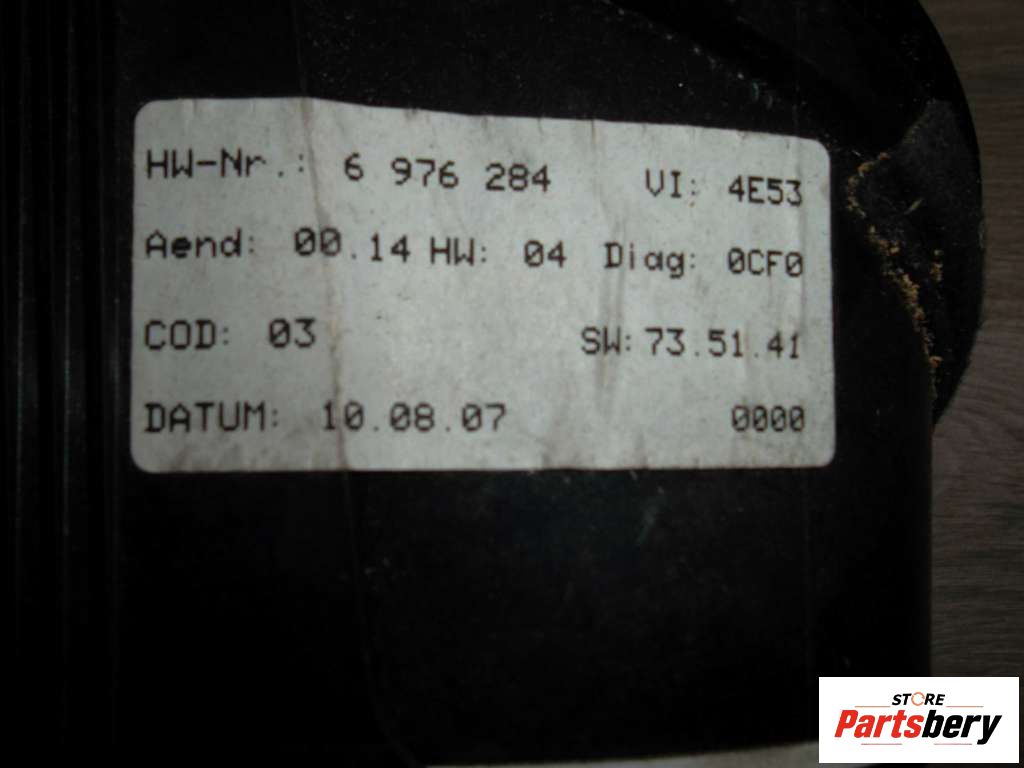 HW-Nr.: 6 976 284 VI: 4E53
Aend: 00.14 HW: 04 Diag: 0CF0
COD: 03 SW: 73.51.41
DATUM: 10.08.07 0000
STORE
Partsbery